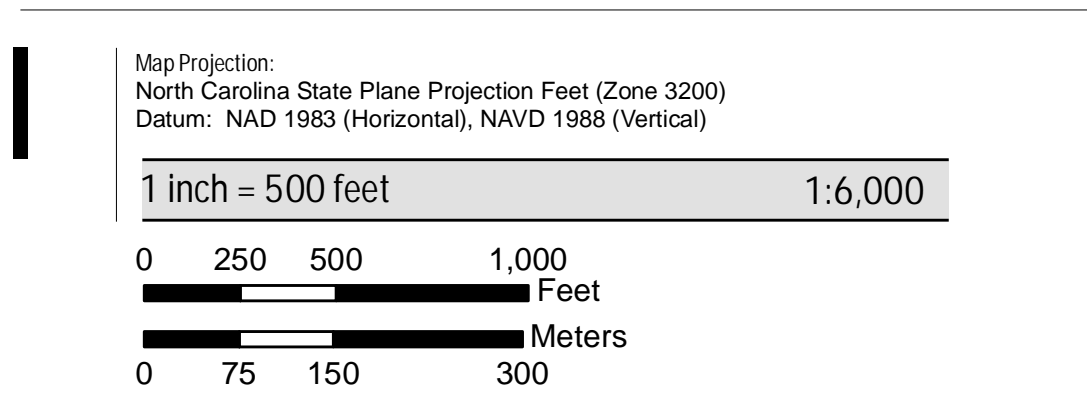 Map Projection:
North Carolina State Plane Projection Feet (Zone 3200)
Datum: NAD 1983 (Horizontal), NAVD 1988 (Vertical)
1 inch = 500 feet 1:6,000
0 250 500 1,000
Feet
Meters
0 75 150 300